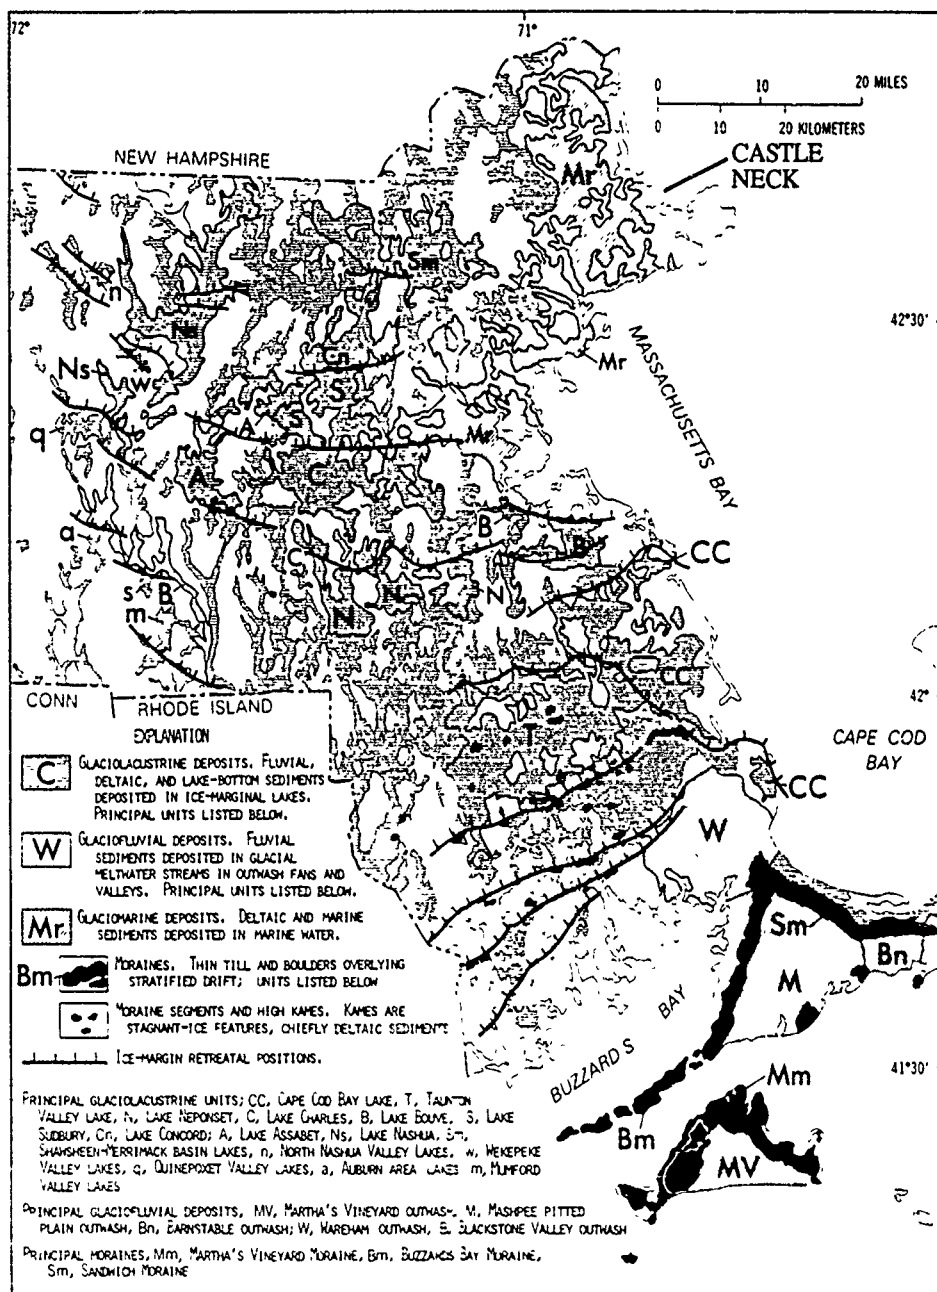 72°
71°
0 10 20 MILES
0 10 20 KILOMETERS
NEW HAMPSHIRE
CASTLE
NECK
Mr
Sm
n
42°30'
Ns
Cn
Mr
MASSACHUSETTS BAY
Ns
w
S
S
A
Mr
q
A
C
B
B
a
CC
C
N
N
s
B
N
m
CC
42°
CONN
RHODE ISLAND
T
CAPE COD
BAY
CC
EXPLANATION
C GLACIOLACUSTRINE DEPOSITS. FLUVIAL,
DELTAIC, AND LAKE-BOTTOM SEDIMENTS
DEPOSITED IN ICE-MARGINAL LAKES.
PRINCIPAL UNITS LISTED BELOW.
W GLACIOFLUVIAL DEPOSITS. FLUVIAL
SEDIMENTS DEPOSITED IN GLACIAL
MELTWATER STREAMS IN OUTWASH FANS AND
VALLEYS. PRINCIPAL UNITS LISTED BELOW.
Mr GLACIOMARINE DEPOSITS. DELTAIC AND MARINE
SEDIMENTS DEPOSITED IN MARINE WATER.
Bm MORAINES. THIN TILL AND BOULDERS OVERLYING
STRATIFIED DRIFT; UNITS LISTED BELOW
MORAINE SEGMENTS AND HIGH KAMES. KAMES ARE
STAGNANT-ICE FEATURES, CHIEFLY DELTAIC SEDIMENTS
ICE-MARGIN RETREATAL POSITIONS.
W
Sm
Bn
M
BUZZARDS BAY
41°30'
Mm
Bm
MV
PRINCIPAL GLACIOLACUSTRINE UNITS; CC, CAPE COD BAY LAKE, T, TAUNTON
VALLEY LAKE, N, LAKE NEPONSET, C, LAKE CHARLES, B, LAKE BOUVE, S, LAKE
SUDBURY, Cn, LAKE CONCORD; A, LAKE ASSABET, Ns, LAKE NASHUA, Sm,
SHAWSHEEN-MERRIMACK BASIN LAKES, n, NORTH NASHUA VALLEY LAKES, w, WEKEPEKE
VALLEY LAKES, q, QUINEPOXET VALLEY LAKES, a, AUBURN AREA LAKES m, MUMFORD
VALLEY LAKES
PRINCIPAL GLACIOFLUVIAL DEPOSITS, MV, MARTHA'S VINEYARD OUTWASH, M, MASHPEE PITTED
PLAIN OUTWASH, Bn, BARNSTABLE OUTWASH; W, WAREHAM OUTWASH, B, BLACKSTONE VALLEY OUTWASH
PRINCIPAL MORAINES, Mm, MARTHA'S VINEYARD MORAINE, Bm, BUZZARDS BAY MORAINE,
Sm, SANDWICH MORAINE